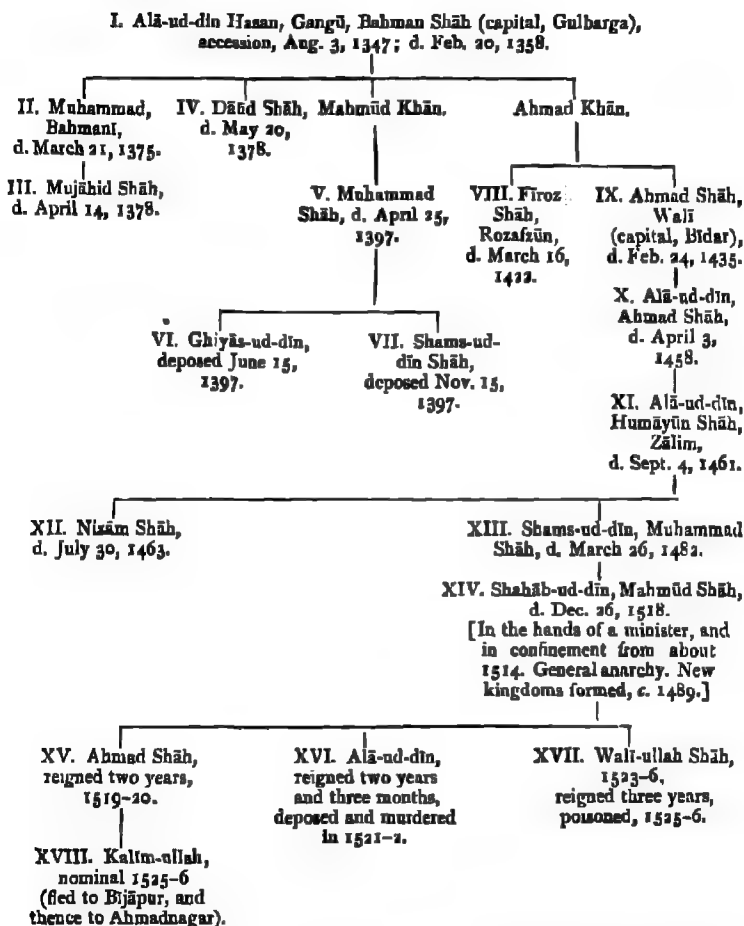 I. Alā-ud-dīn Hasan, Gangū, Bahman Shāh (capital, Gulbarga),
accession, Aug. 3, 1347; d. Feb. 20, 1358.
II. Muhammad,
Bahmanī,
d. March 21, 1375.
III. Mujāhid Shāh,
d. April 14, 1378.
IV. Dāūd Shāh,
d. May 20,
1378.
Mahmūd Khān.
Ahmad Khān.
V. Muhammad
Shāh, d. April 25,
1397.
VIII. Fīroz
Shāh,
Rozafzūn,
d. March 16,
1422.
IX. Ahmad Shāh,
Walī
(capital, Bīdar),
d. Feb. 24, 1435.
VI. Ghiyās-ud-dīn,
deposed June 15,
1397.
VII. Shams-ud-
dīn Shāh,
deposed Nov. 15,
1397.
X. Alā-ud-dīn,
Ahmad Shāh,
d. April 3,
1458.
XI. Alā-ud-dīn,
Humāyūn Shāh,
Zālim,
d. Sept. 4, 1461.
XII. Nizām Shāh,
d. July 30, 1463.
XIII. Shams-ud-dīn, Muhammad
Shāh, d. March 26, 1482.
XIV. Shahāb-ud-dīn, Mahmūd Shāh,
d. Dec. 26, 1518.
[In the hands of a minister, and
in confinement from about
1514. General anarchy. New
kingdoms formed, c. 1489.]
XV. Ahmad Shāh,
reigned two years,
1519-20.
XVI. Alā-ud-dīn,
reigned two years
and three months,
deposed and murdered
in 1521-2.
XVII. Walī-ullah Shāh,
1523-6,
reigned three years,
poisoned, 1525-6.
XVIII. Kalīm-ullah,
nominal 1525-6
(fled to Bījāpur, and
thence to Ahmadnagar).